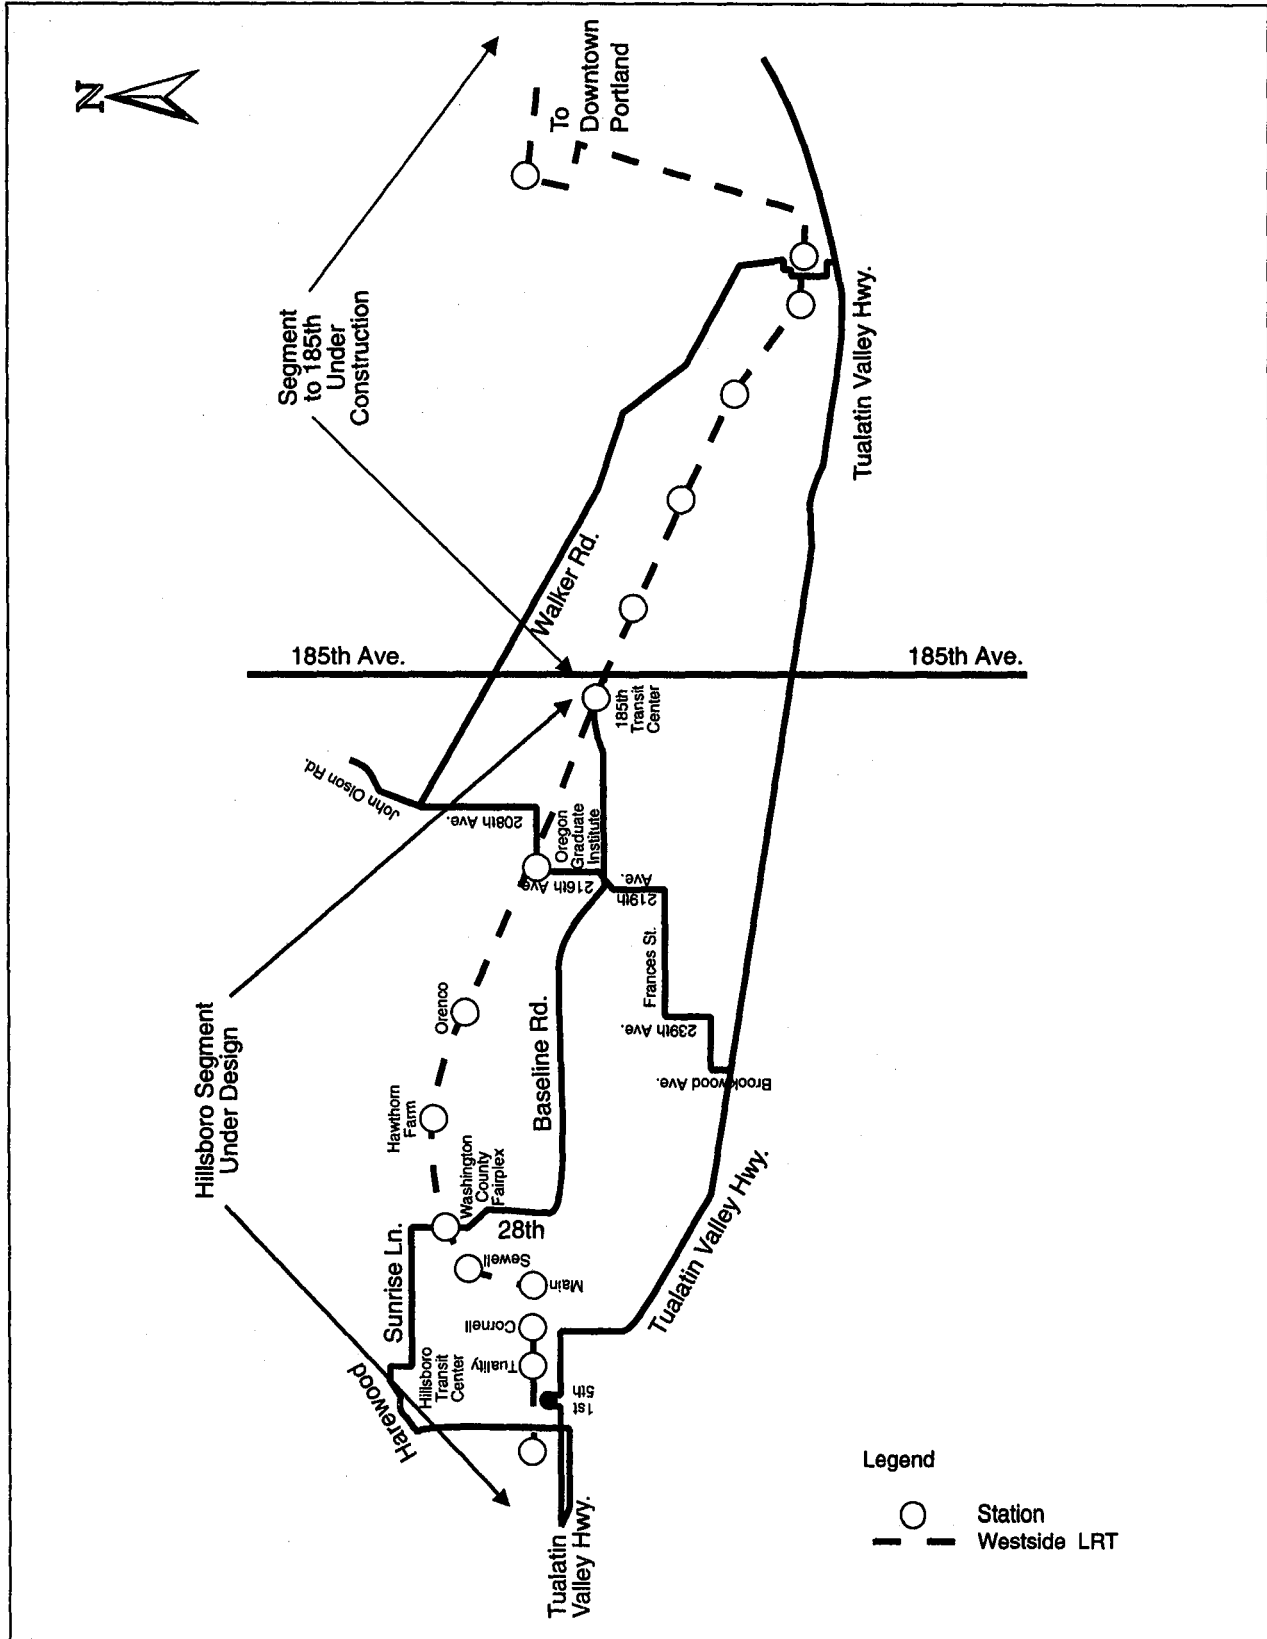 N
To
Downtown
Portland
Segment
to 185th
Under
Construction
Tualatin Valley Hwy.
Walker Rd.
185th Ave.
185th Ave.
185th
Transit
Center
John Olson Rd.
208th Ave.
Oregon
Graduate
Institute
216th Ave.
219th
Ave.
Frances St.
239th Ave.
Brookwood Ave.
Hillsboro Segment
Under Design
Orenco
Hawthorn
Farm
Baseline Rd.
Washington
County
Fairplex
28th
Sunrise Ln.
Sewell
Main
Cornell
Tuality
Hillsboro
Transit
Center
Harewood
5th
1st
Tualatin Valley Hwy.
Tualatin
Valley Hwy.
Legend
Station
Westside LRT